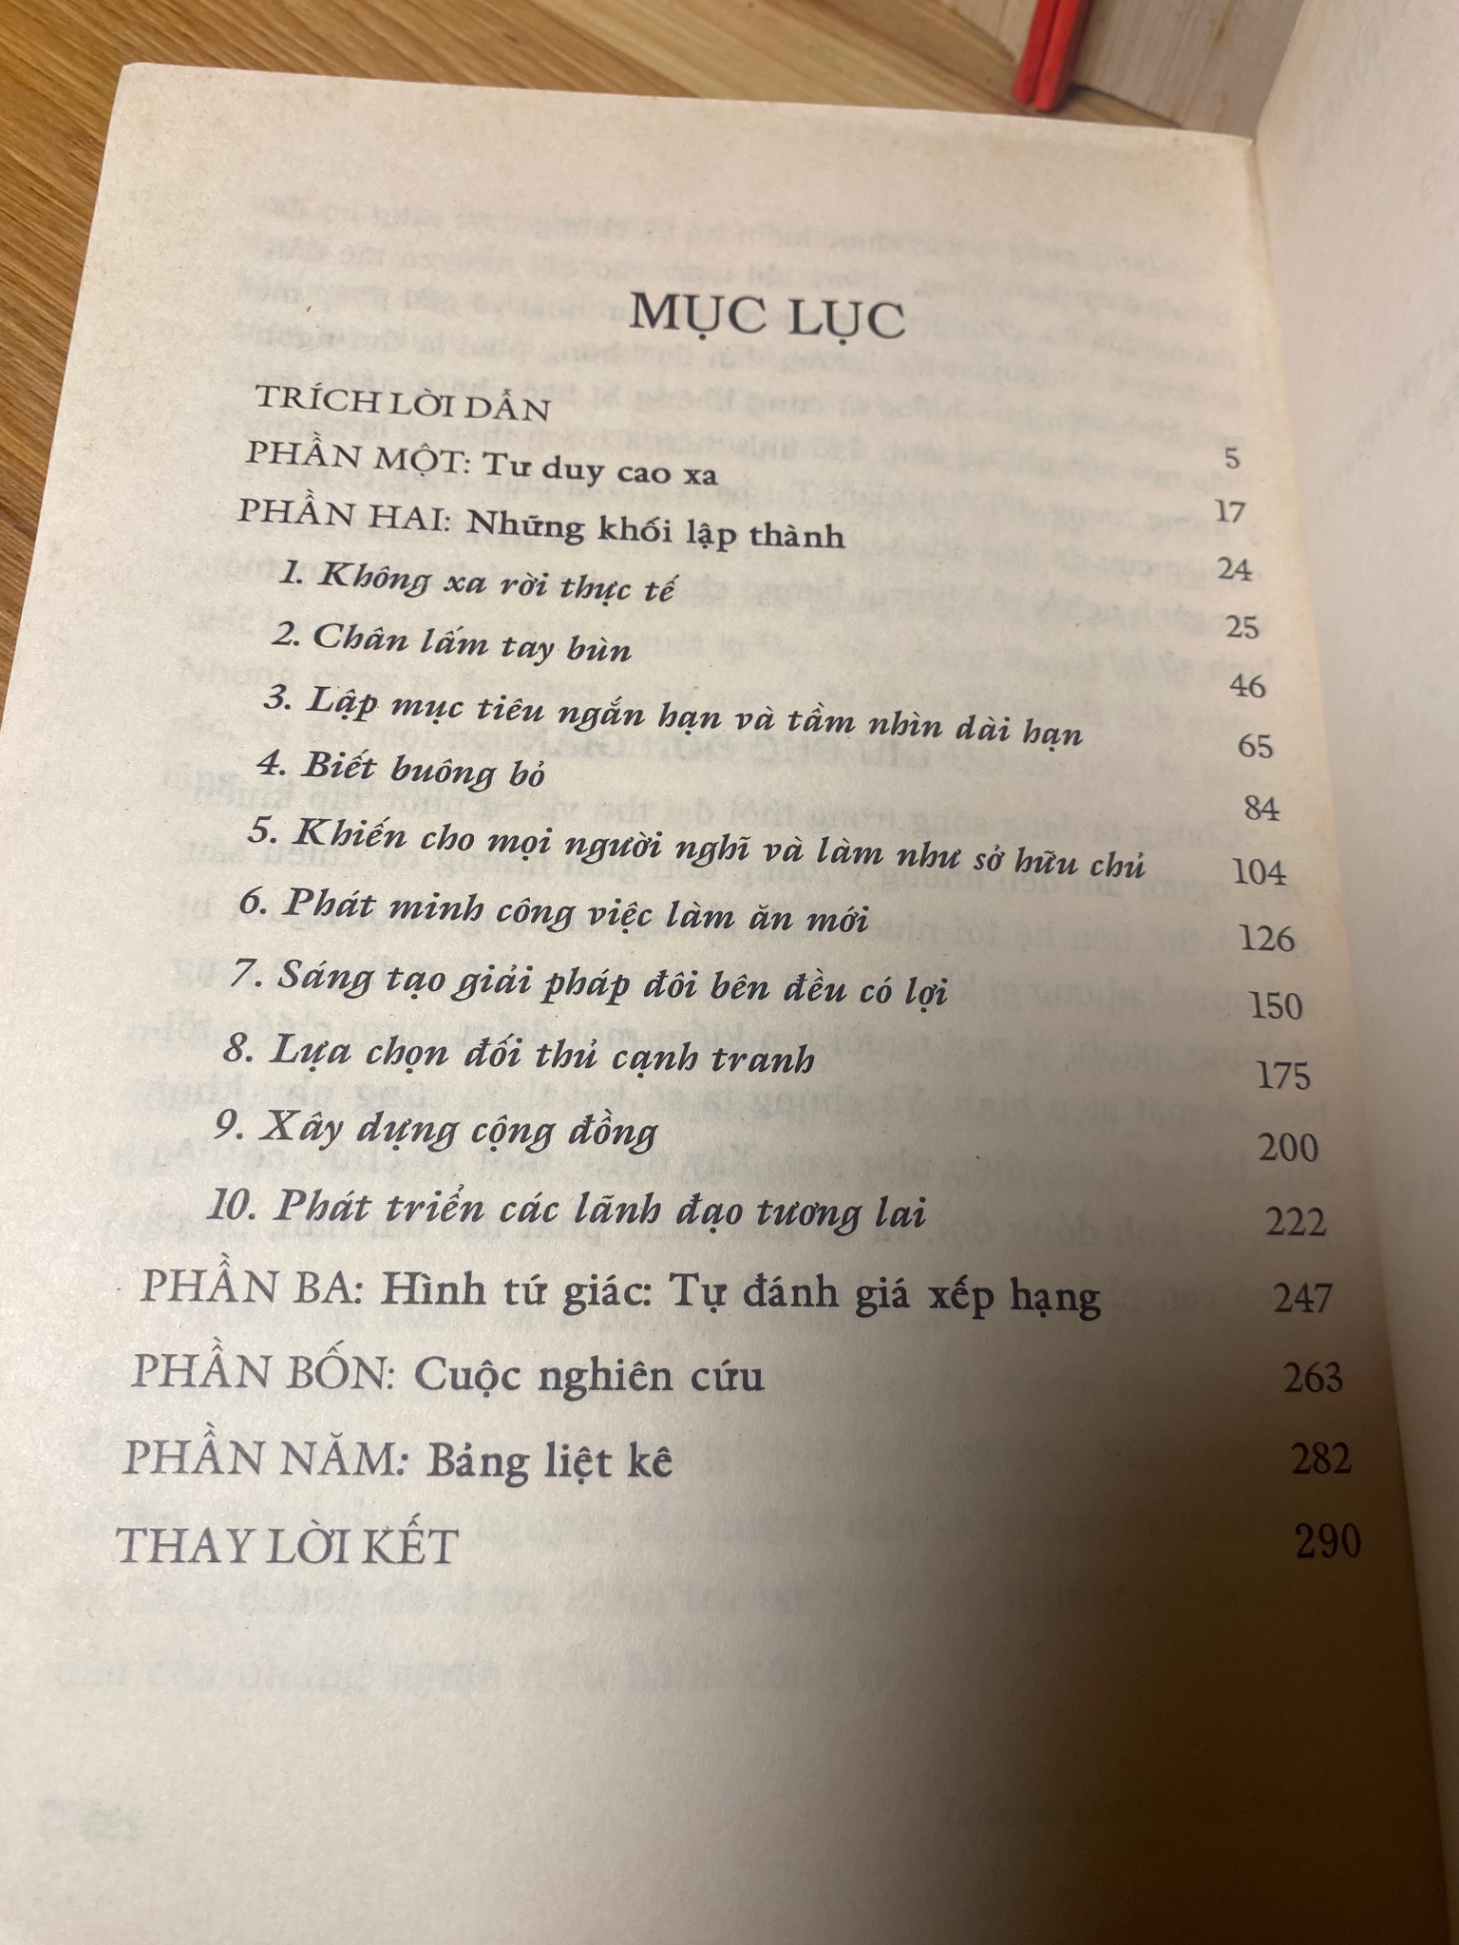 MỤC LỤC
TRÍCH LỜI DẪN 5
PHẦN MỘT: Tư duy cao xa 17
PHẦN HAI: Những khối lập thành 24
1. Không xa rời thực tế 25
2. Chân lấm tay bùn 46
3. Lập mục tiêu ngắn hạn và tầm nhìn dài hạn 65
4. Biết buông bỏ 84
5. Khiến cho mọi người nghĩ và làm như sở hữu chủ 104
6. Phát minh công việc làm ăn mới 126
7. Sáng tạo giải pháp đôi bên đều có lợi 150
8. Lựa chọn đối thủ cạnh tranh 175
9. Xây dựng cộng đồng 200
10. Phát triển các lãnh đạo tương lai 222
PHẦN BA: Hình tứ giác: Tự đánh giá xếp hạng 247
PHẦN BỐN: Cuộc nghiên cứu 263
PHẦN NĂM: Bảng liệt kê 282
THAY LỜI KẾT 290